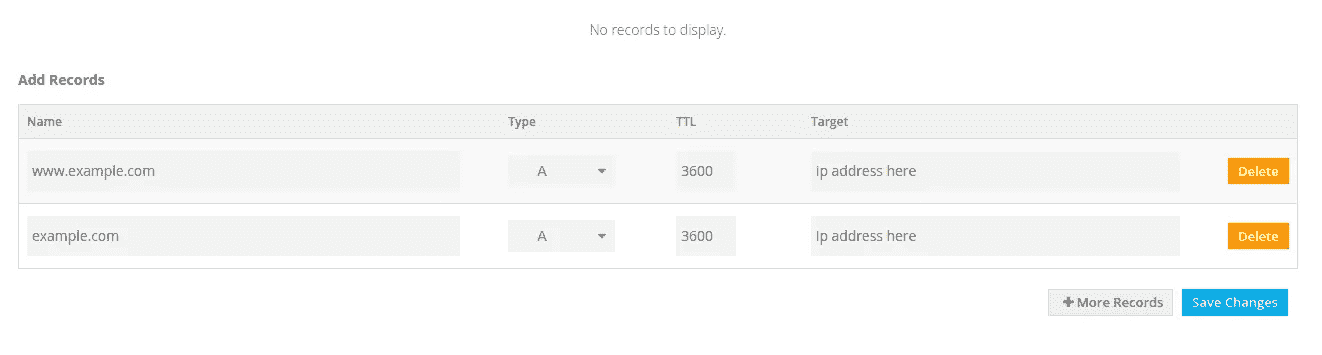 No records to display.
Add Records
Name Type TTL Target
www.example.com A 3600 Ip address here Delete
example.com A 3600 Ip address here Delete
+ More Records Save Changes